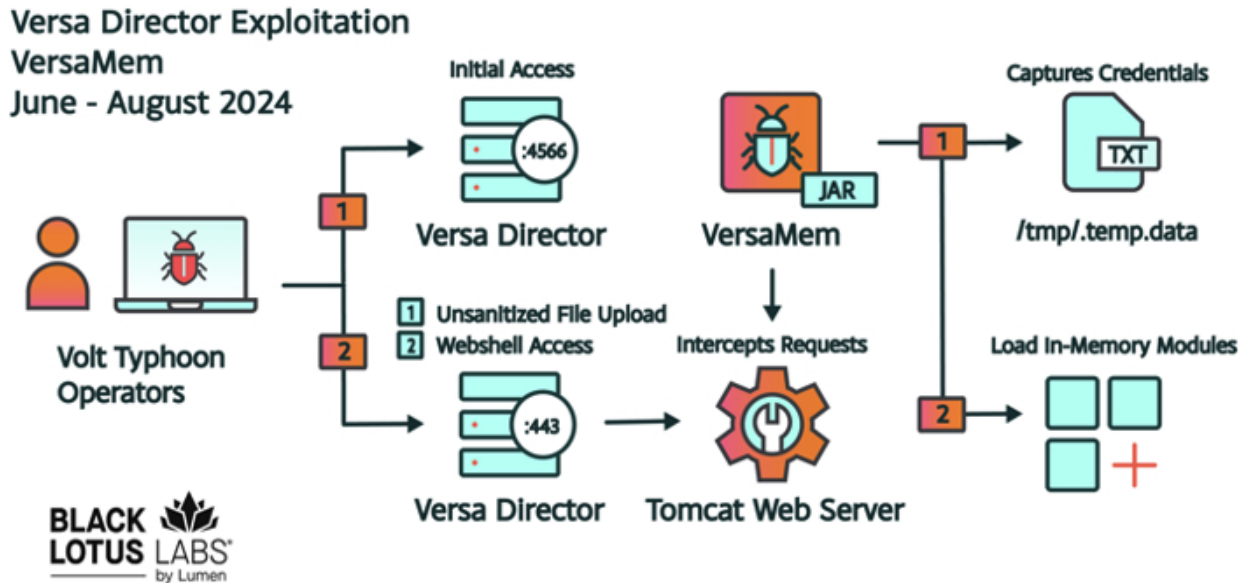 Versa Director Exploitation
VersaMem
June - August 2024
Initial Access
:4566
Versa Director
1
2
Volt Typhoon
Operators
1 Unsanitized File Upload
2 Webshell Access
:443
Versa Director
JAR
VersaMem
Intercepts Requests
Tomcat Web Server
1
Captures Credentials
TXT
/tmp/.temp.data
2
Load In-Memory Modules
BLACK
LOTUS LABS®
by Lumen